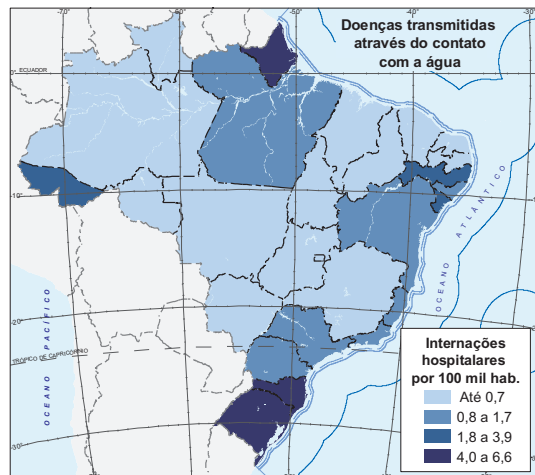 Doenças transmitidas
através do contato
com a água
-70°
-50°
-40°
ECUADOR
0°
-10°
OCEANO ATLÂNTICO
-20°
TRÓPICO DE CAPRICÓRNIO
OCEANO PACÍFICO
-30°
Internações
hospitalares
por 100 mil hab.
Até 0,7
0,8 a 1,7
1,8 a 3,9
4,0 a 6,6